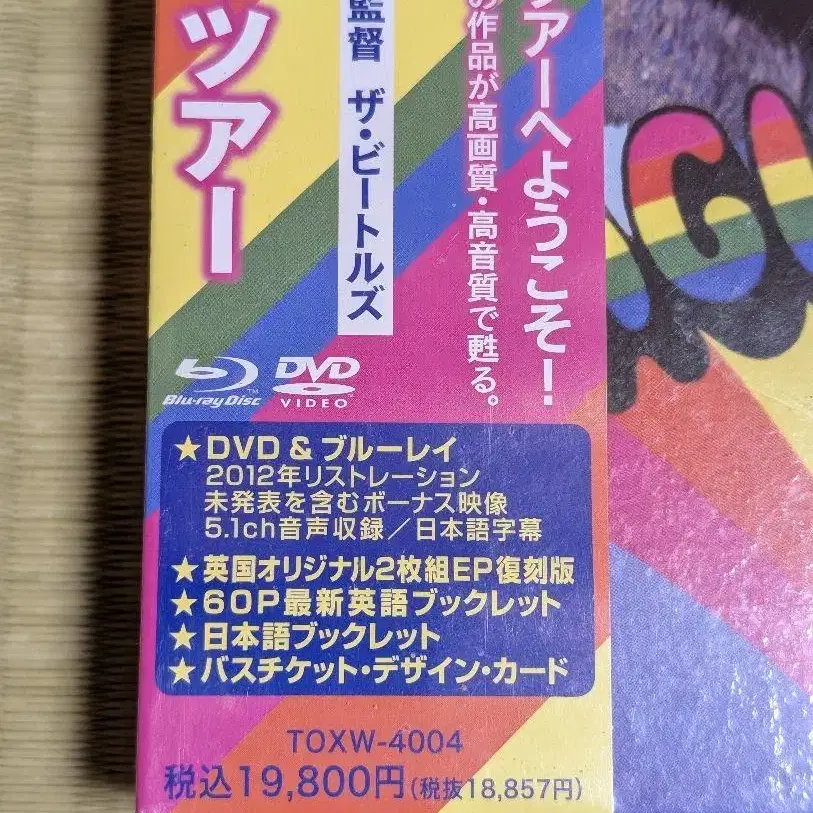 アーへようこそ！
の作品が高画質・高音質で甦る。
監督 ザ・ビートルズ
ツアー
Blu-ray Disc™
DVD
VIDEO
★DVD & ブルーレイ
2012年リストレーション
未発表を含むボーナス映像
5.1ch音声収録／日本語字幕
★英国オリジナル2枚組EP復刻版
★60P最新英語ブックレット
★日本語ブックレット
★バスチケット・デザイン・カード
TOXW-4004
税込19,800円(税抜18,857円)